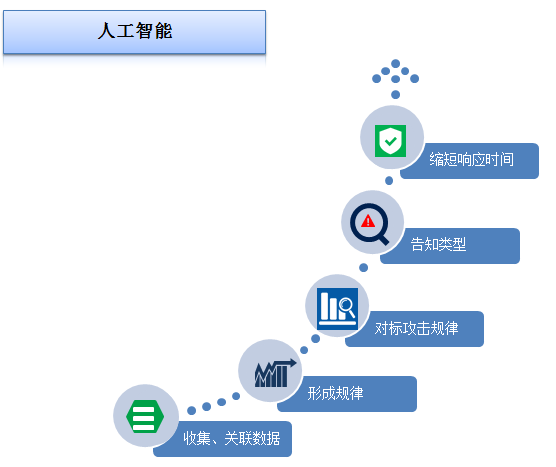 人工智能
缩短响应时间
告知类型
对标攻击规律
形成规律
收集、关联数据